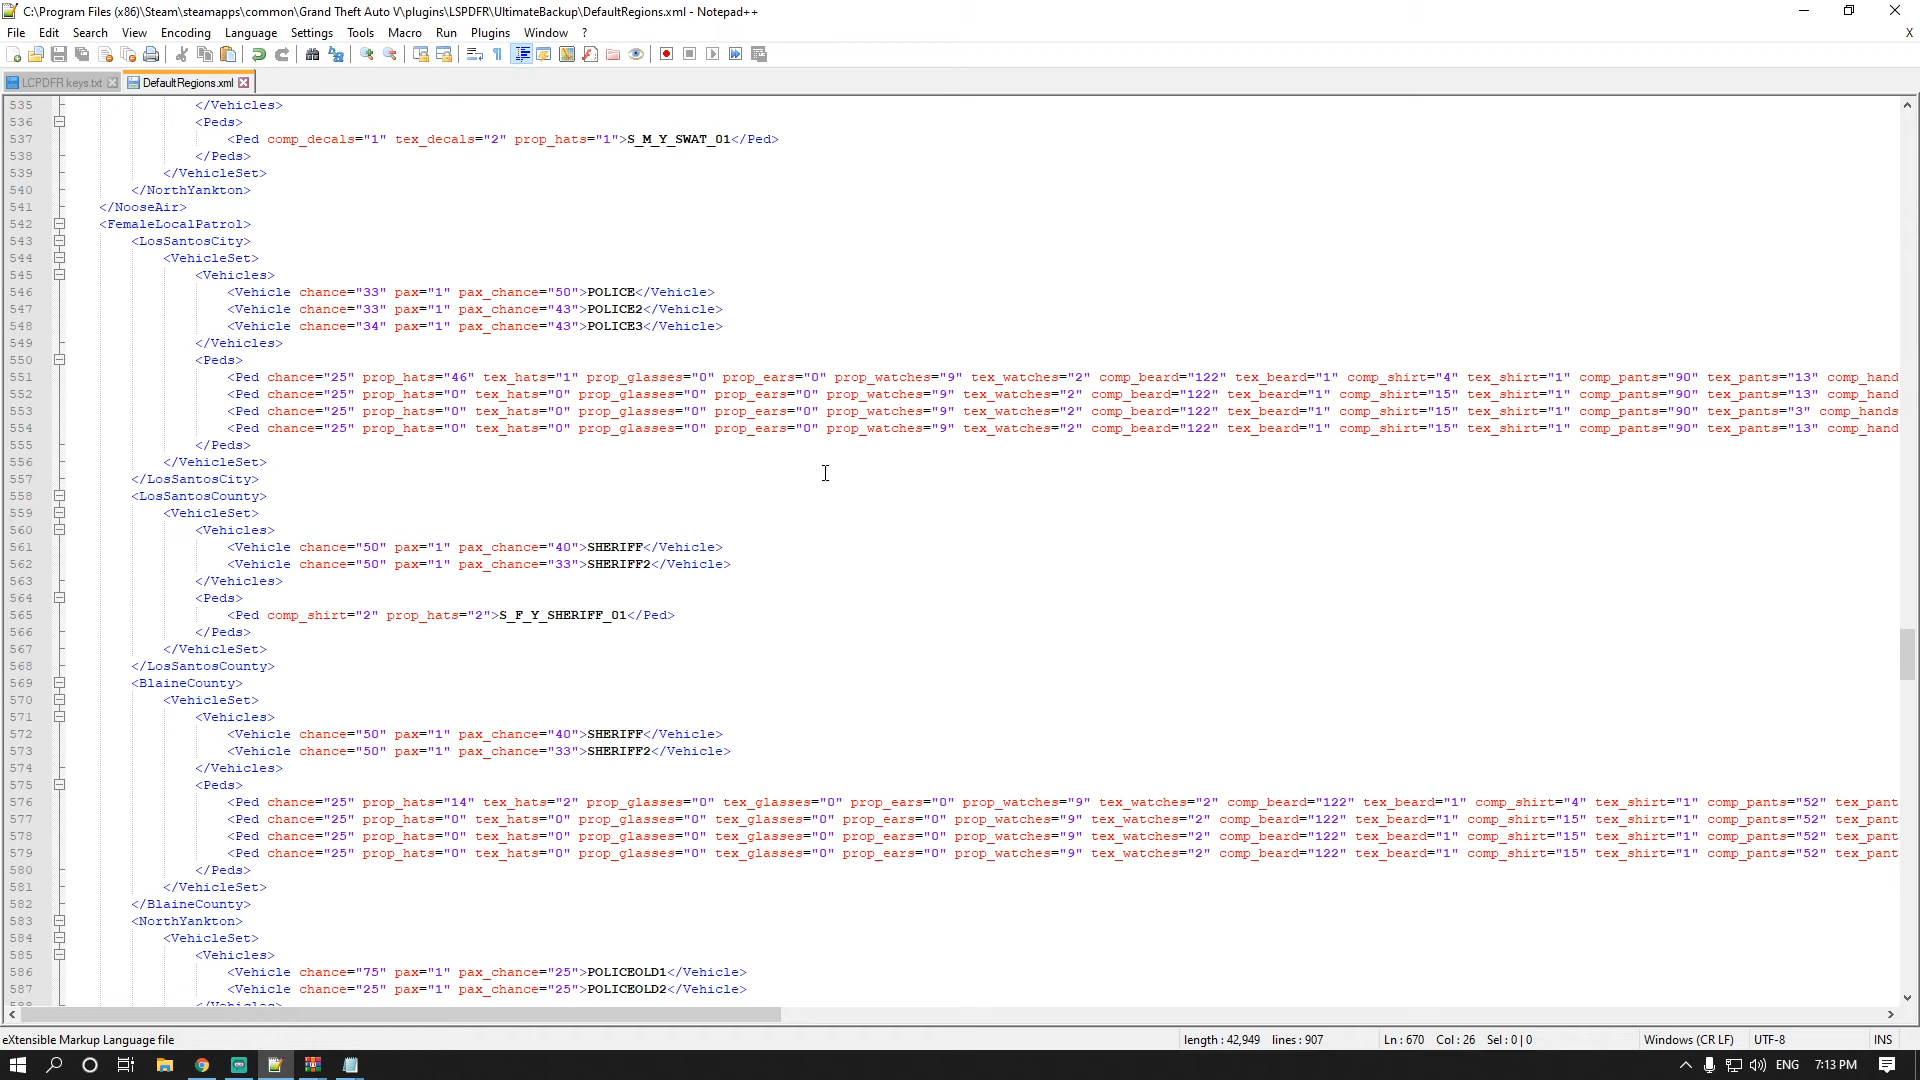 C:\Program Files (x86)\Steam\steamapps\common\Grand Theft Auto V\plugins\LSPDFR\UltimateBackup\DefaultRegions.xml - Notepad++
File Edit Search View Encoding Language Settings Tools Macro Run Plugins Window ? X
LCPDFR keys.txt DefaultRegions.xml
535 </Vehicles>
536 <Peds>
537 <Ped comp_decals="1" tex_decals="2" prop_hats="1">S_M_Y_SWAT_01</Ped>
538 </Peds>
539 </VehicleSet>
540 </NorthYankton>
541 </NooseAir>
542 <FemaleLocalPatrol>
543 <LosSantosCity>
544 <VehicleSet>
545 <Vehicles>
546 <Vehicle chance="33" pax="1" pax_chance="50">POLICE</Vehicle>
547 <Vehicle chance="33" pax="1" pax_chance="43">POLICE2</Vehicle>
548 <Vehicle chance="34" pax="1" pax_chance="43">POLICE3</Vehicle>
549 </Vehicles>
550 <Peds>
551 <Ped chance="25" prop_hats="46" tex_hats="1" prop_glasses="0" prop_ears="0" prop_watches="9" tex_watches="2" comp_beard="122" tex_beard="1" comp_shirt="4" tex_shirt="1" comp_pants="90" tex_pants="13" comp_hand
552 <Ped chance="25" prop_hats="0" tex_hats="0" prop_glasses="0" prop_ears="0" prop_watches="9" tex_watches="2" comp_beard="122" tex_beard="1" comp_shirt="15" tex_shirt="1" comp_pants="90" tex_pants="13" comp_hand
553 <Ped chance="25" prop_hats="0" tex_hats="0" prop_glasses="0" prop_ears="0" prop_watches="9" tex_watches="2" comp_beard="122" tex_beard="1" comp_shirt="15" tex_shirt="1" comp_pants="90" tex_pants="3" comp_hands
554 <Ped chance="25" prop_hats="0" tex_hats="0" prop_glasses="0" prop_ears="0" prop_watches="9" tex_watches="2" comp_beard="122" tex_beard="1" comp_shirt="15" tex_shirt="1" comp_pants="90" tex_pants="13" comp_hand
555 </Peds>
556 </VehicleSet>
557 </LosSantosCity>
558 <LosSantosCounty>
559 <VehicleSet>
560 <Vehicles>
561 <Vehicle chance="50" pax="1" pax_chance="40">SHERIFF</Vehicle>
562 <Vehicle chance="50" pax="1" pax_chance="33">SHERIFF2</Vehicle>
563 </Vehicles>
564 <Peds>
565 <Ped comp_shirt="2" prop_hats="2">S_F_Y_SHERIFF_01</Ped>
566 </Peds>
567 </VehicleSet>
568 </LosSantosCounty>
569 <BlaineCounty>
570 <VehicleSet>
571 <Vehicles>
572 <Vehicle chance="50" pax="1" pax_chance="40">SHERIFF</Vehicle>
573 <Vehicle chance="50" pax="1" pax_chance="33">SHERIFF2</Vehicle>
574 </Vehicles>
575 <Peds>
576 <Ped chance="25" prop_hats="14" tex_hats="2" prop_glasses="0" tex_glasses="0" prop_ears="0" prop_watches="9" tex_watches="2" comp_beard="122" tex_beard="1" comp_shirt="4" tex_shirt="1" comp_pants="52" tex_pant
577 <Ped chance="25" prop_hats="0" tex_hats="0" prop_glasses="0" tex_glasses="0" prop_ears="0" prop_watches="9" tex_watches="2" comp_beard="122" tex_beard="1" comp_shirt="15" tex_shirt="1" comp_pants="52" tex_pant
578 <Ped chance="25" prop_hats="0" tex_hats="0" prop_glasses="0" tex_glasses="0" prop_ears="0" prop_watches="9" tex_watches="2" comp_beard="122" tex_beard="1" comp_shirt="15" tex_shirt="1" comp_pants="52" tex_pant
579 <Ped chance="25" prop_hats="0" tex_hats="0" prop_glasses="0" tex_glasses="0" prop_ears="0" prop_watches="9" tex_watches="2" comp_beard="122" tex_beard="1" comp_shirt="15" tex_shirt="1" comp_pants="52" tex_pant
580 </Peds>
581 </VehicleSet>
582 </BlaineCounty>
583 <NorthYankton>
584 <VehicleSet>
585 <Vehicles>
586 <Vehicle chance="75" pax="1" pax_chance="25">POLICEOLD1</Vehicle>
587 <Vehicle chance="25" pax="1" pax_chance="25">POLICEOLD2</Vehicle>
588 </Vehicles>
eXtensible Markup Language file length : 42,949 lines : 907 Ln : 670 Col : 26 Sel : 0 | 0 Windows (CR LF) UTF-8 INS
ENG 7:13 PM